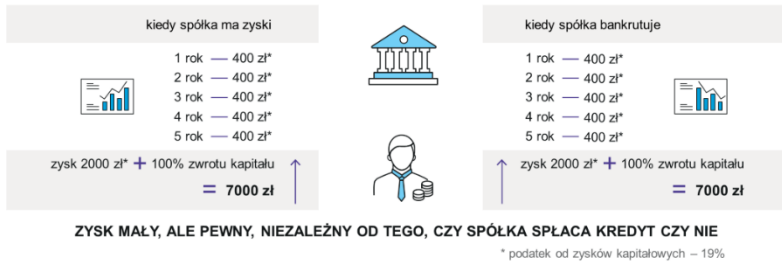 kiedy spółka ma zyski
1 rok — 400 zł*
2 rok — 400 zł*
3 rok — 400 zł*
4 rok — 400 zł*
5 rok — 400 zł*
zysk 2000 zł* + 100% zwrotu kapitału
= 7000 zł
kiedy spółka bankrutuje
1 rok — 400 zł*
2 rok — 400 zł*
3 rok — 400 zł*
4 rok — 400 zł*
5 rok — 400 zł*
zysk 2000 zł* + 100% zwrotu kapitału
= 7000 zł
ZYSK MAŁY, ALE PEWNY, NIEZALEŻNY OD TEGO, CZY SPÓŁKA SPŁACA KREDYT CZY NIE
* podatek od zysków kapitałowych – 19%